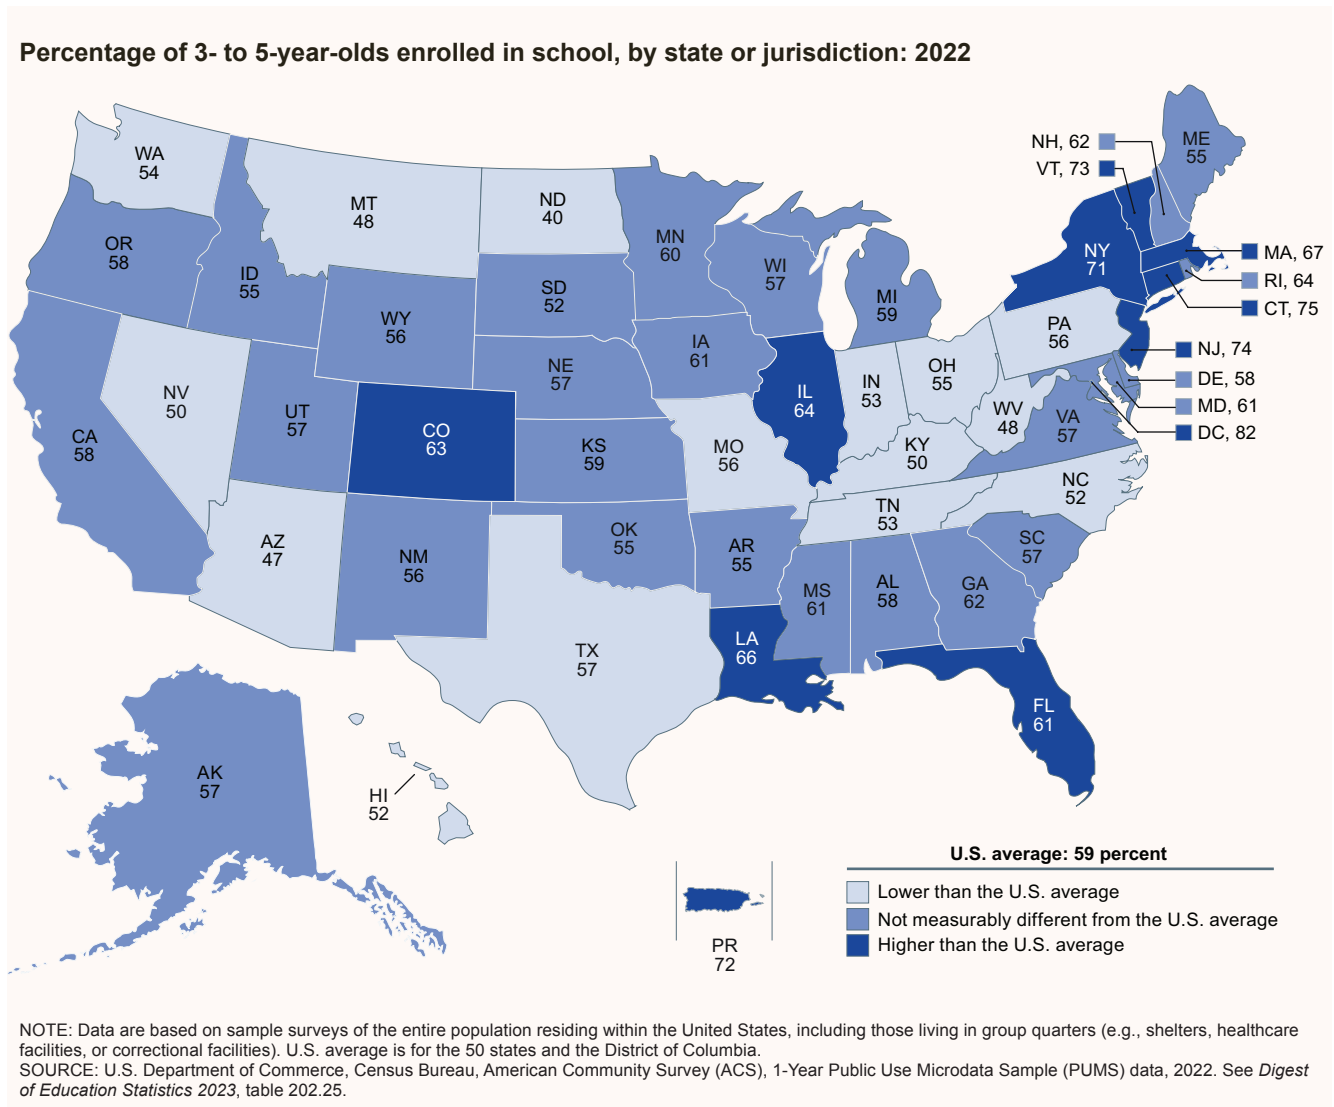 Percentage of 3- to 5-year-olds enrolled in school, by state or jurisdiction: 2022
WA
54
OR
58
CA
58
NV
50
ID
55
MT
48
WY
56
UT
57
AZ
47
CO
63
NM
56
ND
40
SD
52
NE
57
KS
59
OK
55
TX
57
MN
60
IA
61
MO
56
AR
55
LA
66
WI
57
IL
64
MI
59
IN
53
OH
55
KY
50
TN
53
MS
61
AL
58
GA
62
FL
61
SC
57
NC
52
VA
57
WV
48
PA
56
NY
71
ME
55
NH, 62
VT, 73
MA, 67
RI, 64
CT, 75
NJ, 74
DE, 58
MD, 61
DC, 82
AK
57
HI
52
PR
72
U.S. average: 59 percent
Lower than the U.S. average
Not measurably different from the U.S. average
Higher than the U.S. average
NOTE: Data are based on sample surveys of the entire population residing within the United States, including those living in group quarters (e.g., shelters, healthcare
facilities, or correctional facilities). U.S. average is for the 50 states and the District of Columbia.
SOURCE: U.S. Department of Commerce, Census Bureau, American Community Survey (ACS), 1-Year Public Use Microdata Sample (PUMS) data, 2022. See Digest
of Education Statistics 2023, table 202.25.